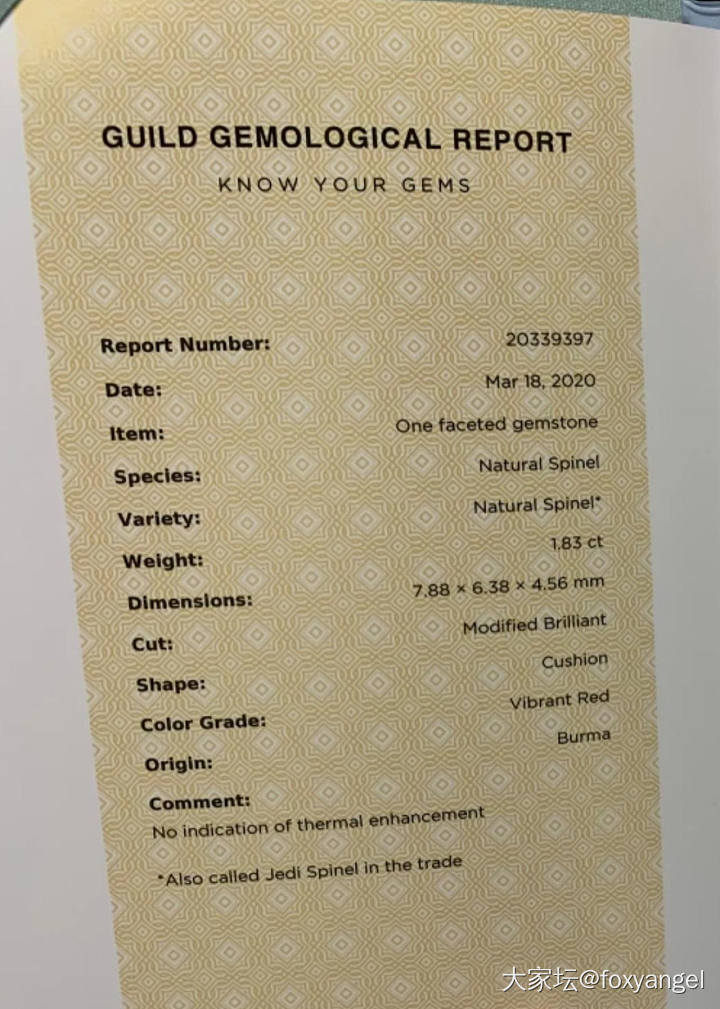 GUILD GEMOLOGICAL REPORT
KNOW YOUR GEMS
Report Number: 20339397
Date: Mar 18, 2020
Item: One faceted gemstone
Species: Natural Spinel
Variety: Natural Spinel*
Weight: 1.83 ct
Dimensions: 7.88 × 6.38 × 4.56 mm
Cut: Modified Brilliant
Shape: Cushion
Color Grade: Vibrant Red
Origin: Burma
Comment:
No indication of thermal enhancement
*Also called Jedi Spinel in the trade
大家坛@foxyangel